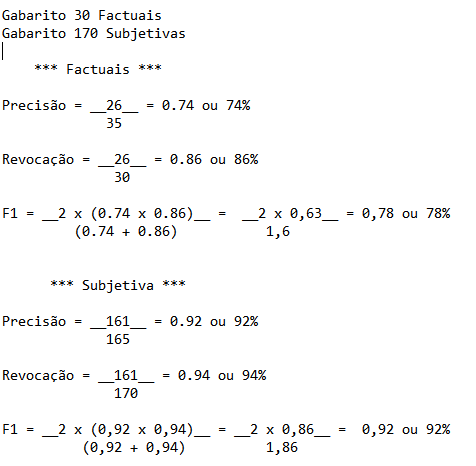 Gabarito 30 Factuais
Gabarito 170 Subjetivas
*** Factuais ***
Precisão = __26__ = 0.74 ou 74%
35
Revocação = __26__ = 0.86 ou 86%
30
F1 = __2 x (0.74 x 0.86)__ = __2 x 0,63__ = 0,78 ou 78%
(0.74 + 0.86) 1,6
*** Subjetiva ***
Precisão = __161__ = 0.92 ou 92%
165
Revocação = __161__ = 0.94 ou 94%
170
F1 = __2 x (0,92 x 0,94)__ = __2 x 0,86__ = 0,92 ou 92%
(0,92 + 0,94) 1,86